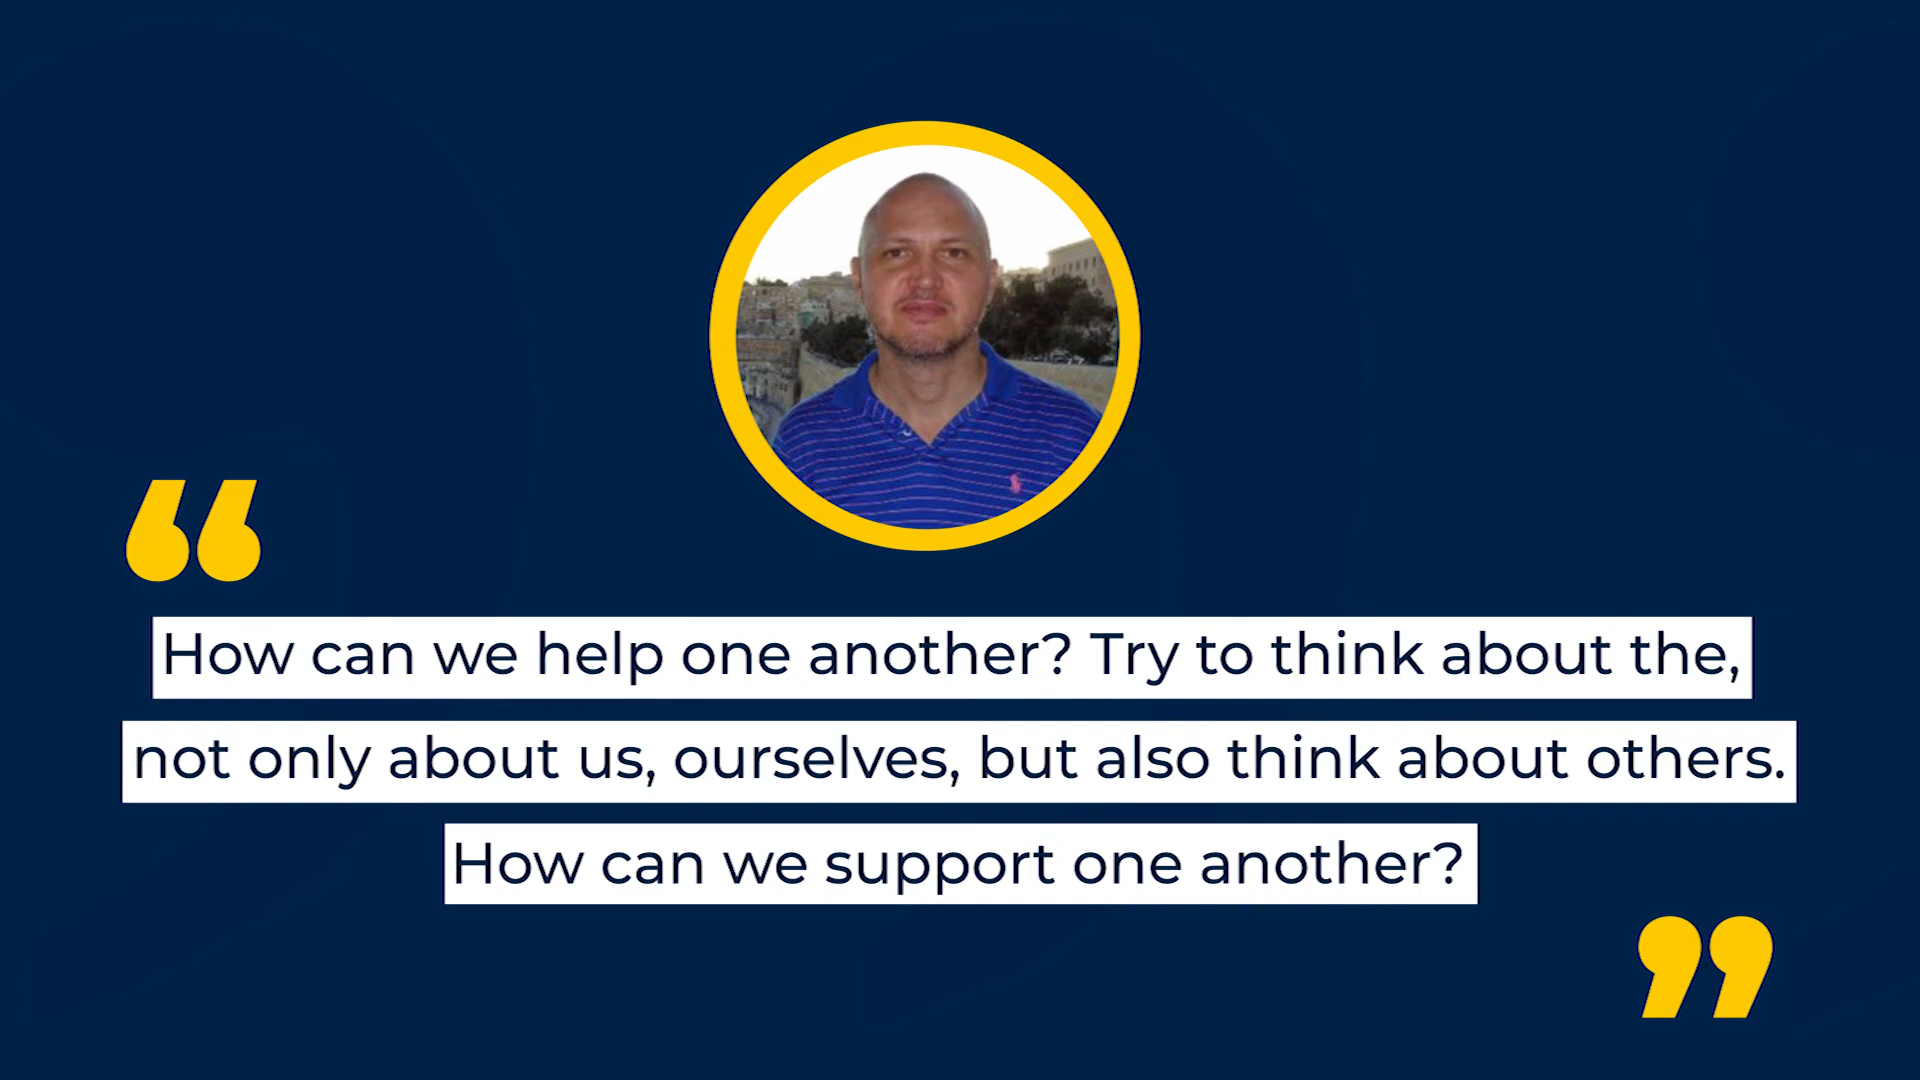 How can we help one another? Try to think about the,
not only about us, ourselves, but also think about others.
How can we support one another?